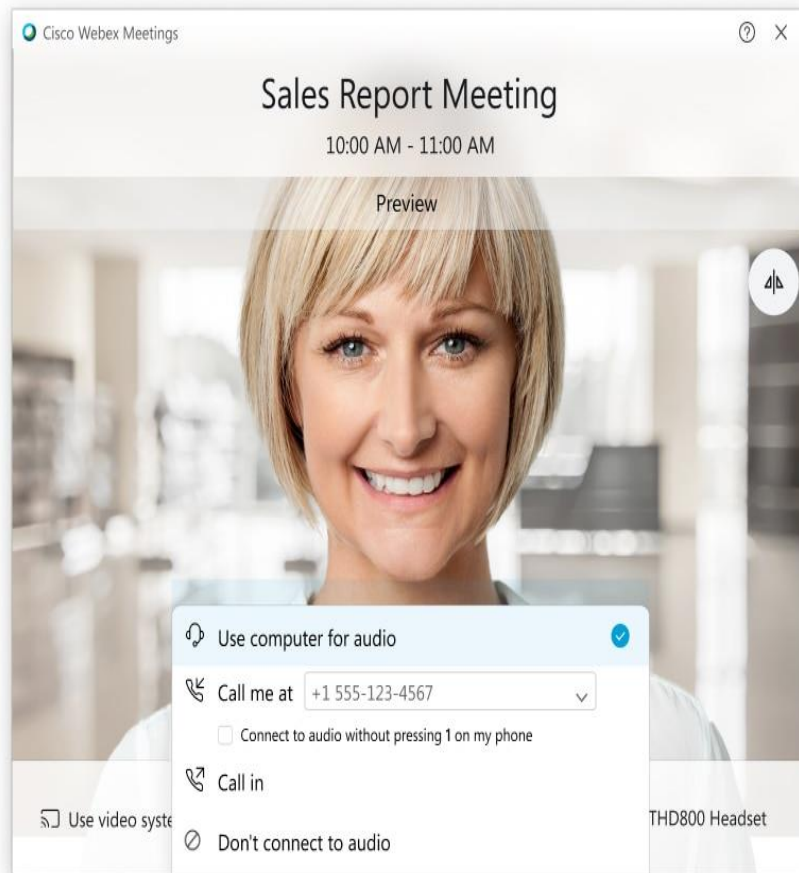 Cisco Webex Meetings
Sales Report Meeting
10:00 AM - 11:00 AM
Preview
Use computer for audio
Call me at +1 555-123-4567
Connect to audio without pressing 1 on my phone
Call in
Use video syste
THD800 Headset
Don't connect to audio